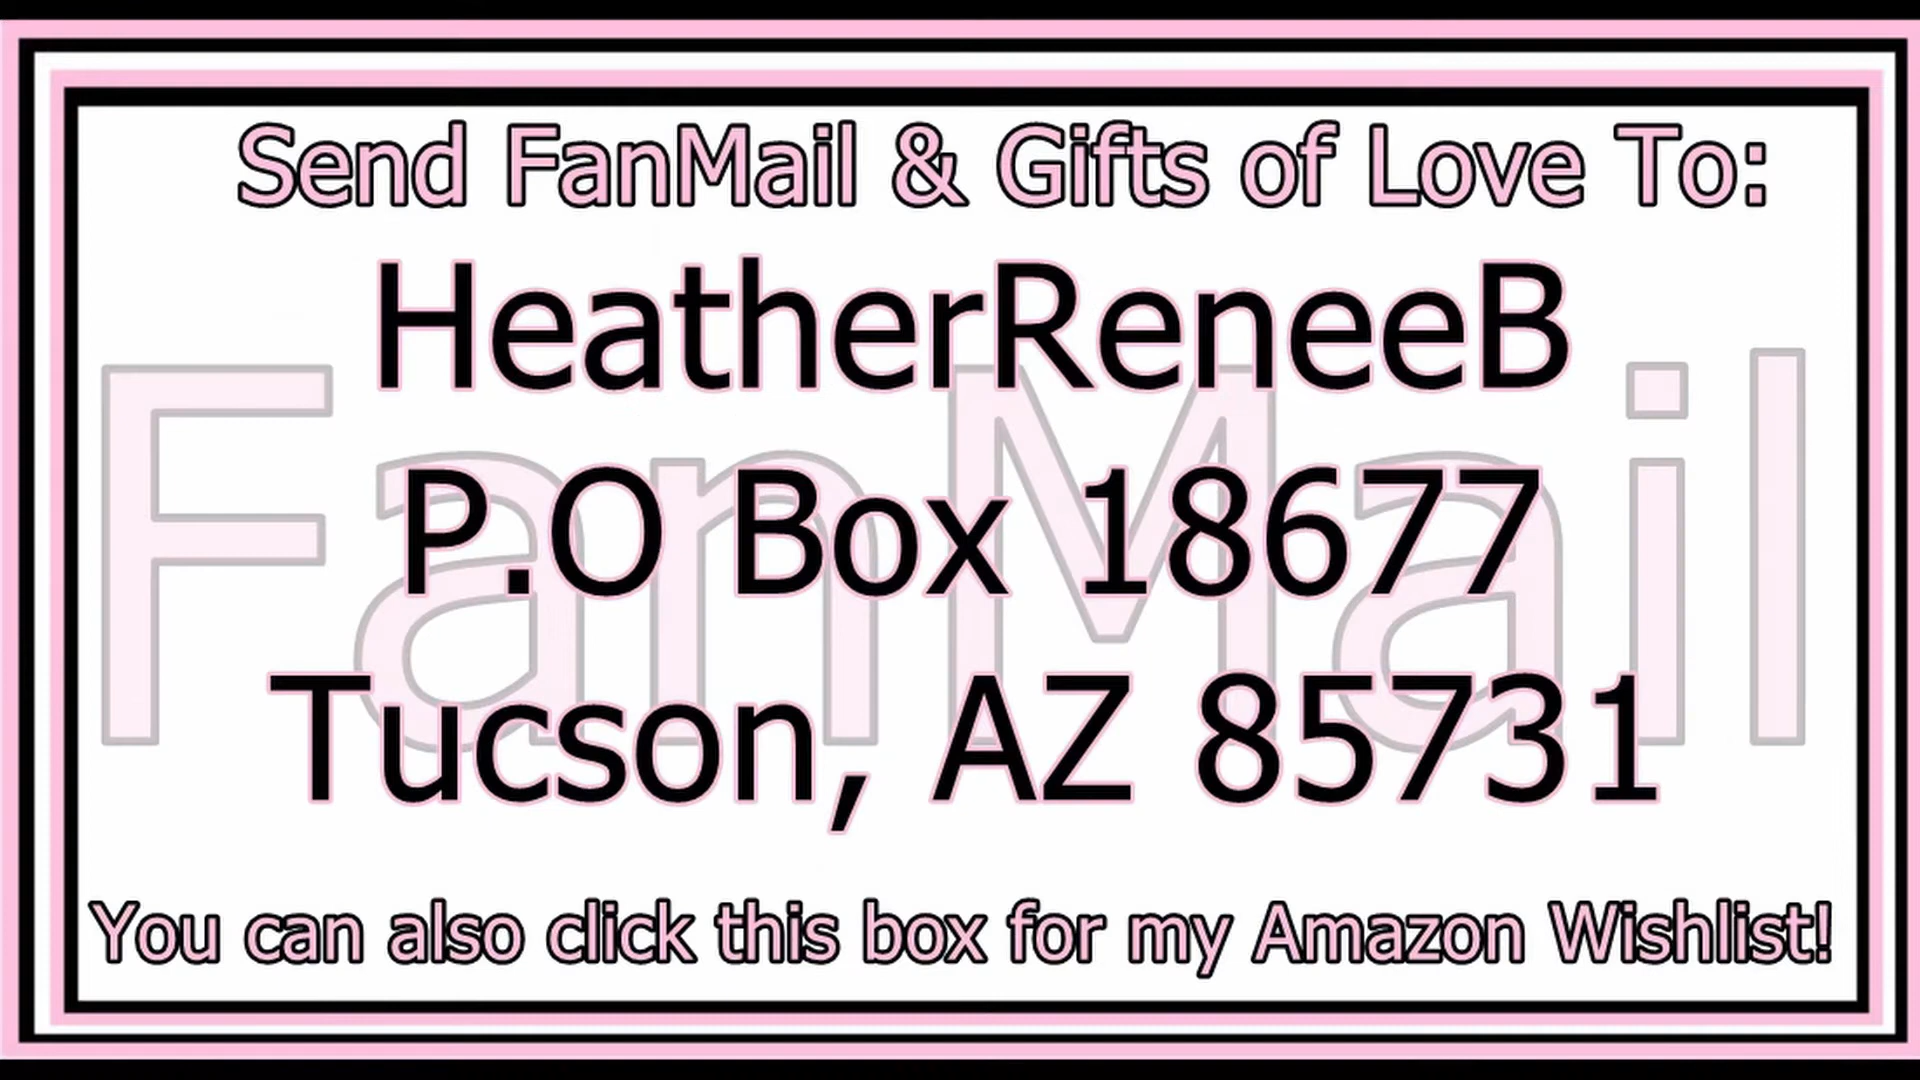 Send FanMail & Gifts of Love To:
HeatherReneeB
FanMail
P.O Box 18677
Tucson, AZ 85731
You can also click this box for my Amazon Wishlist!